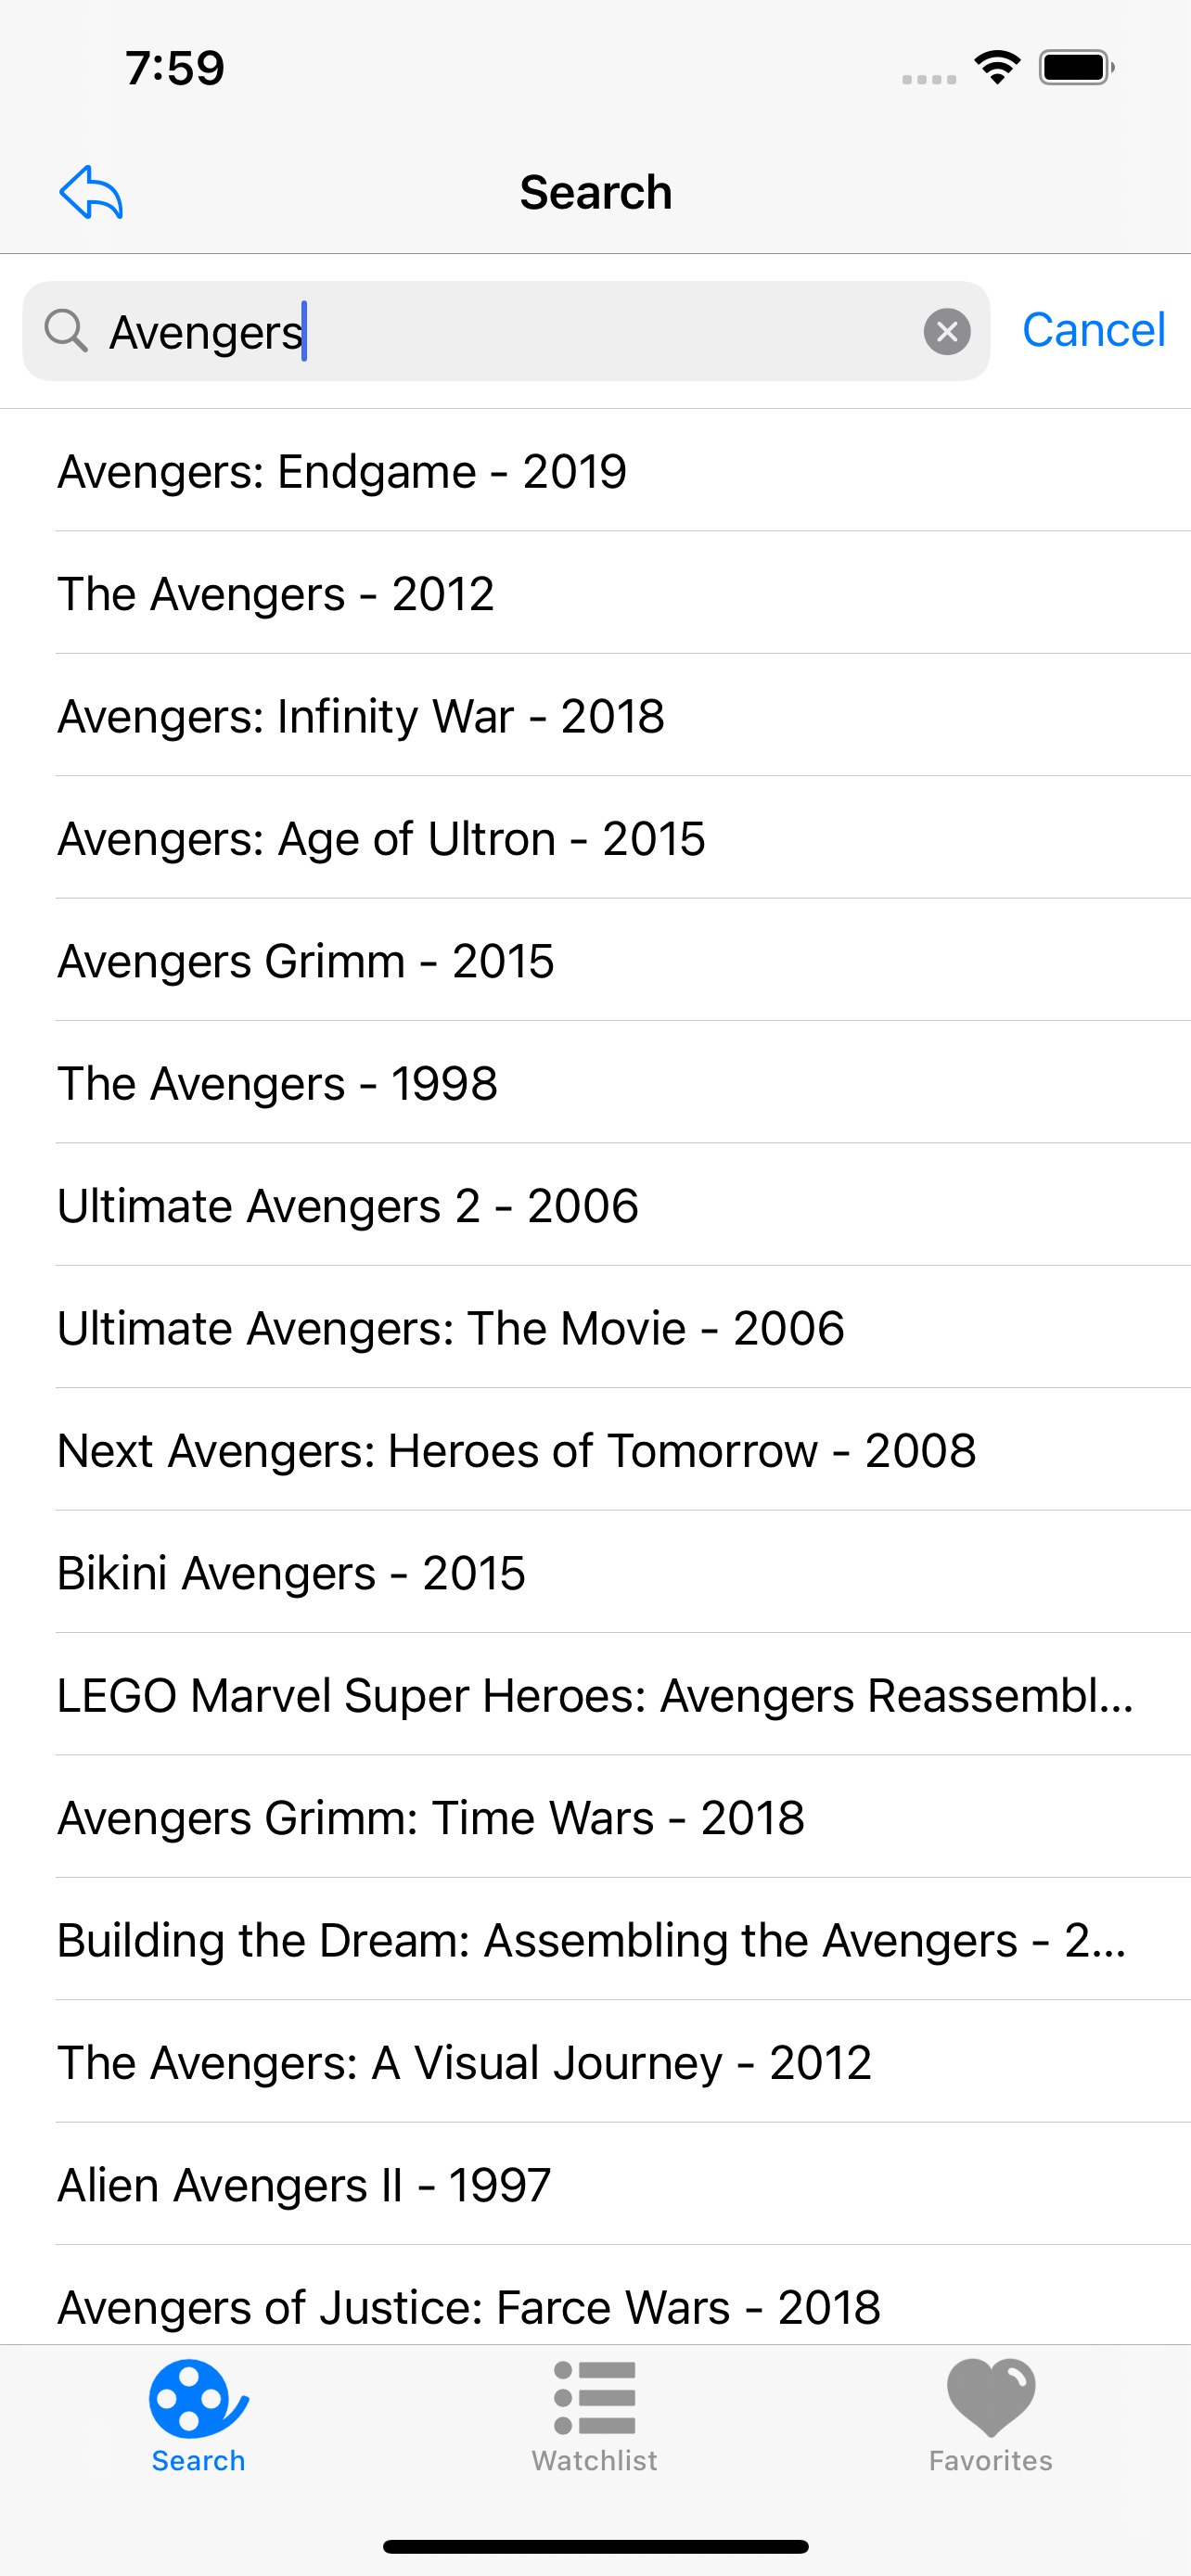 7:59
Search
Avengers
Cancel
Avengers: Endgame - 2019
The Avengers - 2012
Avengers: Infinity War - 2018
Avengers: Age of Ultron - 2015
Avengers Grimm - 2015
The Avengers - 1998
Ultimate Avengers 2 - 2006
Ultimate Avengers: The Movie - 2006
Next Avengers: Heroes of Tomorrow - 2008
Bikini Avengers - 2015
LEGO Marvel Super Heroes: Avengers Reassembl...
Avengers Grimm: Time Wars - 2018
Building the Dream: Assembling the Avengers - 2...
The Avengers: A Visual Journey - 2012
Alien Avengers II - 1997
Avengers of Justice: Farce Wars - 2018
Search
Watchlist
Favorites